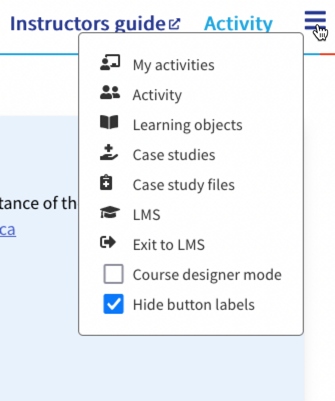 Instructors guide Activity
My activities
Activity
Learning objects
Case studies
Case study files
LMS
Exit to LMS
Course designer mode
Hide button labels
tance of th
ca